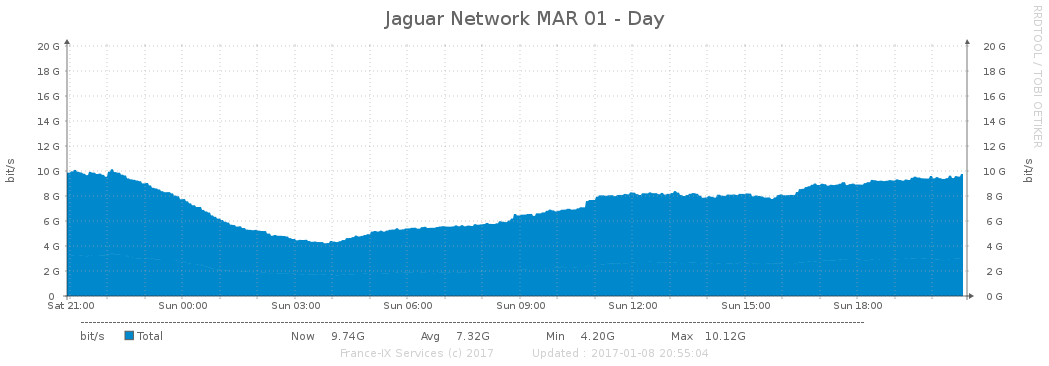 Jaguar Network MAR 01 - Day
RRDTOOL / TOBI OETIKER
20 G 20 G
18 G 18 G
16 G 16 G
14 G 14 G
12 G 12 G
10 G 10 G
8 G 8 G
6 G 6 G
4 G 4 G
2 G 2 G
0 0 G
bit/s
bit/s
Sat 21:00 Sun 00:00 Sun 03:00 Sun 06:00 Sun 09:00 Sun 12:00 Sun 15:00 Sun 18:00
bit/s Total Now 9.74G Avg 7.32G Min 4.20G Max 10.12G
France-IX Services (c) 2017 Updated : 2017-01-08 20:55:04